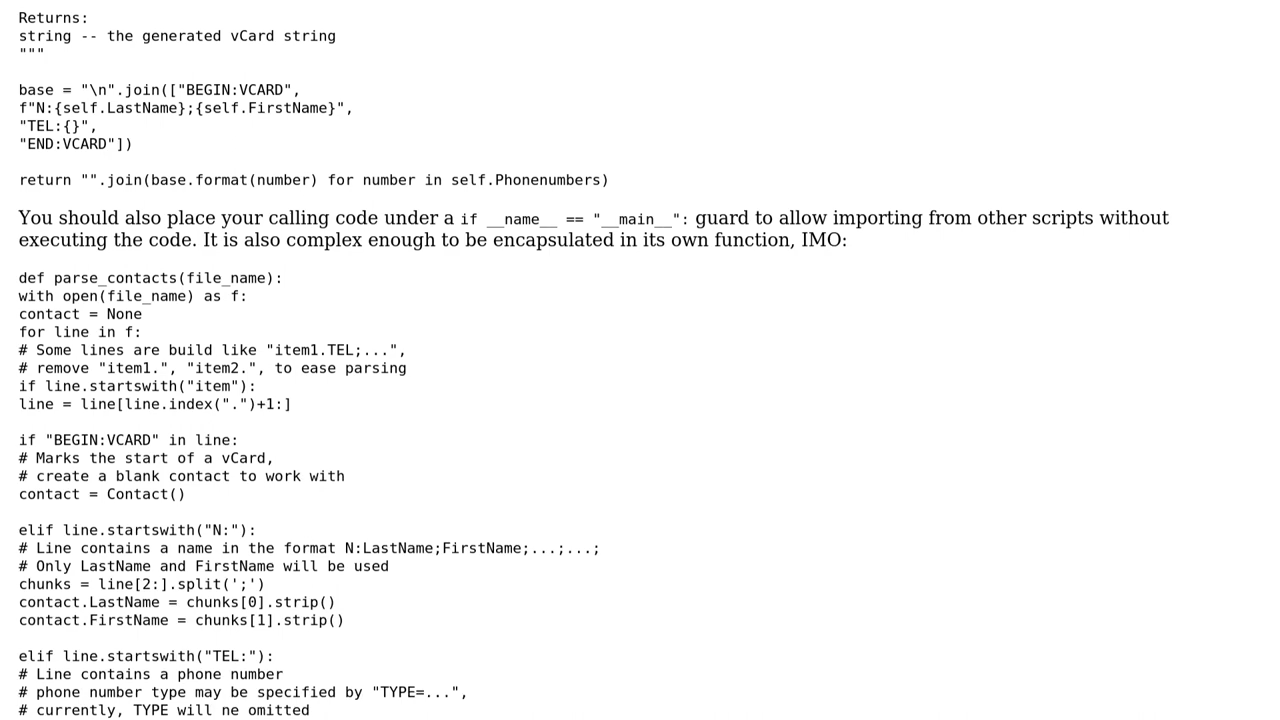 Returns:
string -- the generated vCard string
"""
base = "\n".join(["BEGIN:VCARD",
f"N:{self.LastName};{self.FirstName}",
"TEL:{}",
"END:VCARD"])
return "".join(base.format(number) for number in self.Phonenumbers)
You should also place your calling code under a if __name__ == "__main__": guard to allow importing from other scripts without
executing the code. It is also complex enough to be encapsulated in its own function, IMO:
def parse_contacts(file_name):
with open(file_name) as f:
contact = None
for line in f:
# Some lines are build like "item1.TEL;...",
# remove "item1.", "item2.", to ease parsing
if line.startswith("item"):
line = line[line.index(".")+1:]
if "BEGIN:VCARD" in line:
# Marks the start of a vCard,
# create a blank contact to work with
contact = Contact()
elif line.startswith("N:"):
# Line contains a name in the format N:LastName;FirstName;...;...;
# Only LastName and FirstName will be used
chunks = line[2:].split(';')
contact.LastName = chunks[0].strip()
contact.FirstName = chunks[1].strip()
elif line.startswith("TEL:"):
# Line contains a phone number
# phone number type may be specified by "TYPE=...",
# currently, TYPE will ne omitted